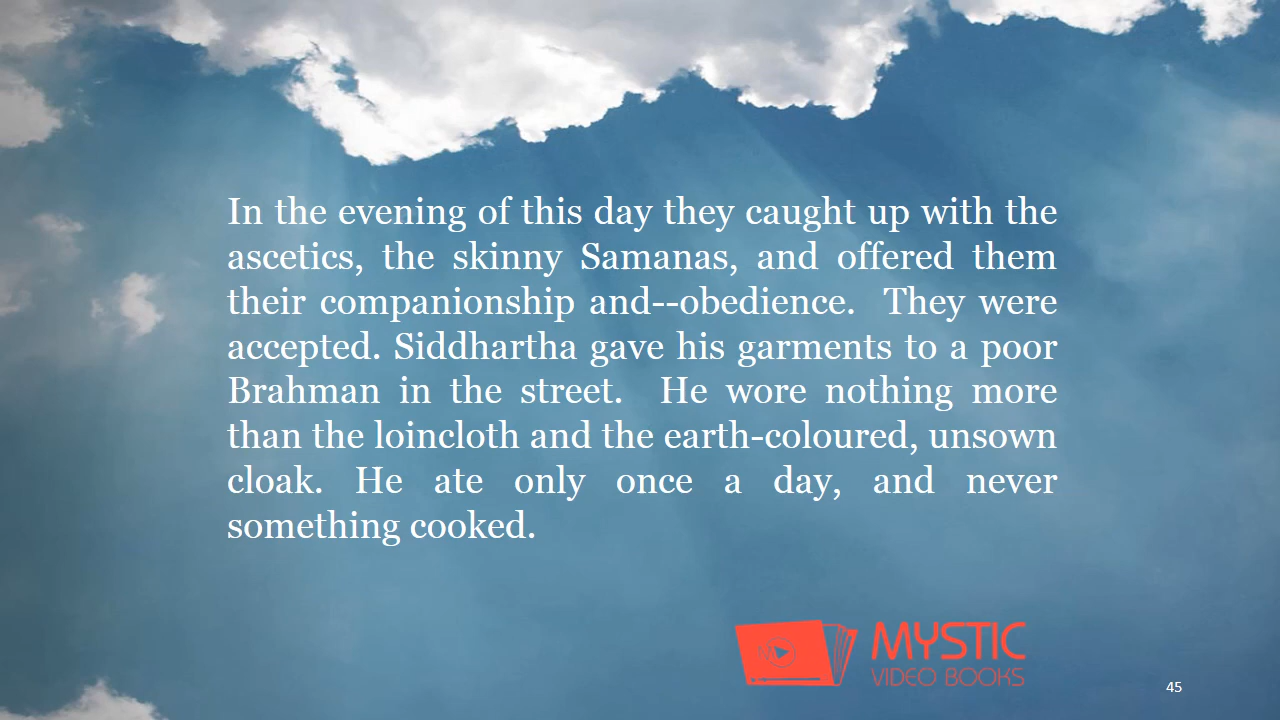 In the evening of this day they caught up with the
ascetics, the skinny Samanas, and offered them
their companionship and--obedience.  They were
accepted. Siddhartha gave his garments to a poor
Brahman in the street.  He wore nothing more
than the loincloth and the earth-coloured, unsown
cloak. He ate only once a day, and never
something cooked.
MYSTIC
VIDEO BOOKS
45